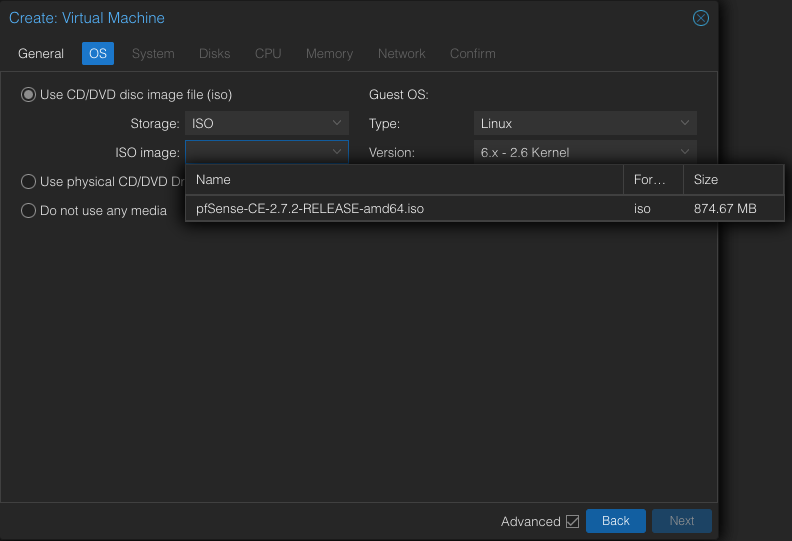 Create: Virtual Machine
General OS System Disks CPU Memory Network Confirm
Use CD/DVD disc image file (iso) Guest OS:
Storage: ISO Type: Linux
ISO image: Version: 6.x - 2.6 Kernel
Use physical CD/DVD Dr Name For... Size
Do not use any media pfSense-CE-2.7.2-RELEASE-amd64.iso iso 874.67 MB
Advanced Back Next